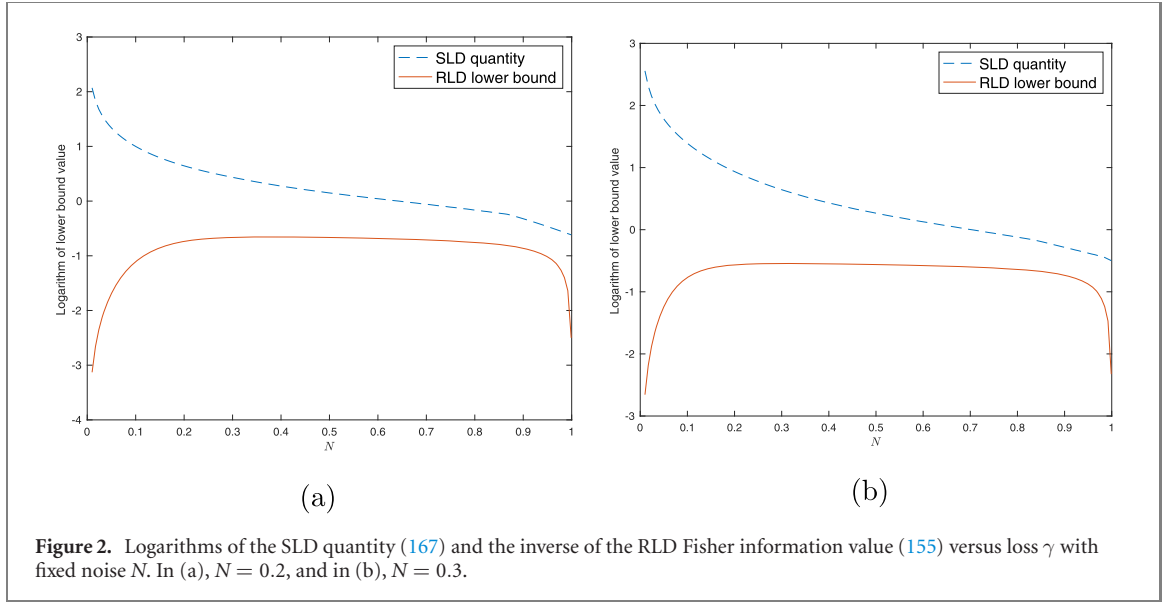 3
2
1
0
-1
-2
-3
-4
Logarithm of lower bound value
SLD quantity
RLD lower bound
0 0.1 0.2 0.3 0.4 0.5 0.6 0.7 0.8 0.9 1
N
(a)
3
2
1
0
-1
-2
-3
Logarithm of lower bound value
SLD quantity
RLD lower bound
0 0.1 0.2 0.3 0.4 0.5 0.6 0.7 0.8 0.9 1
N
(b)
Figure 2. Logarithms of the SLD quantity (167) and the inverse of the RLD Fisher information value (155) versus loss γ with
fixed noise N. In (a), N = 0.2, and in (b), N = 0.3.